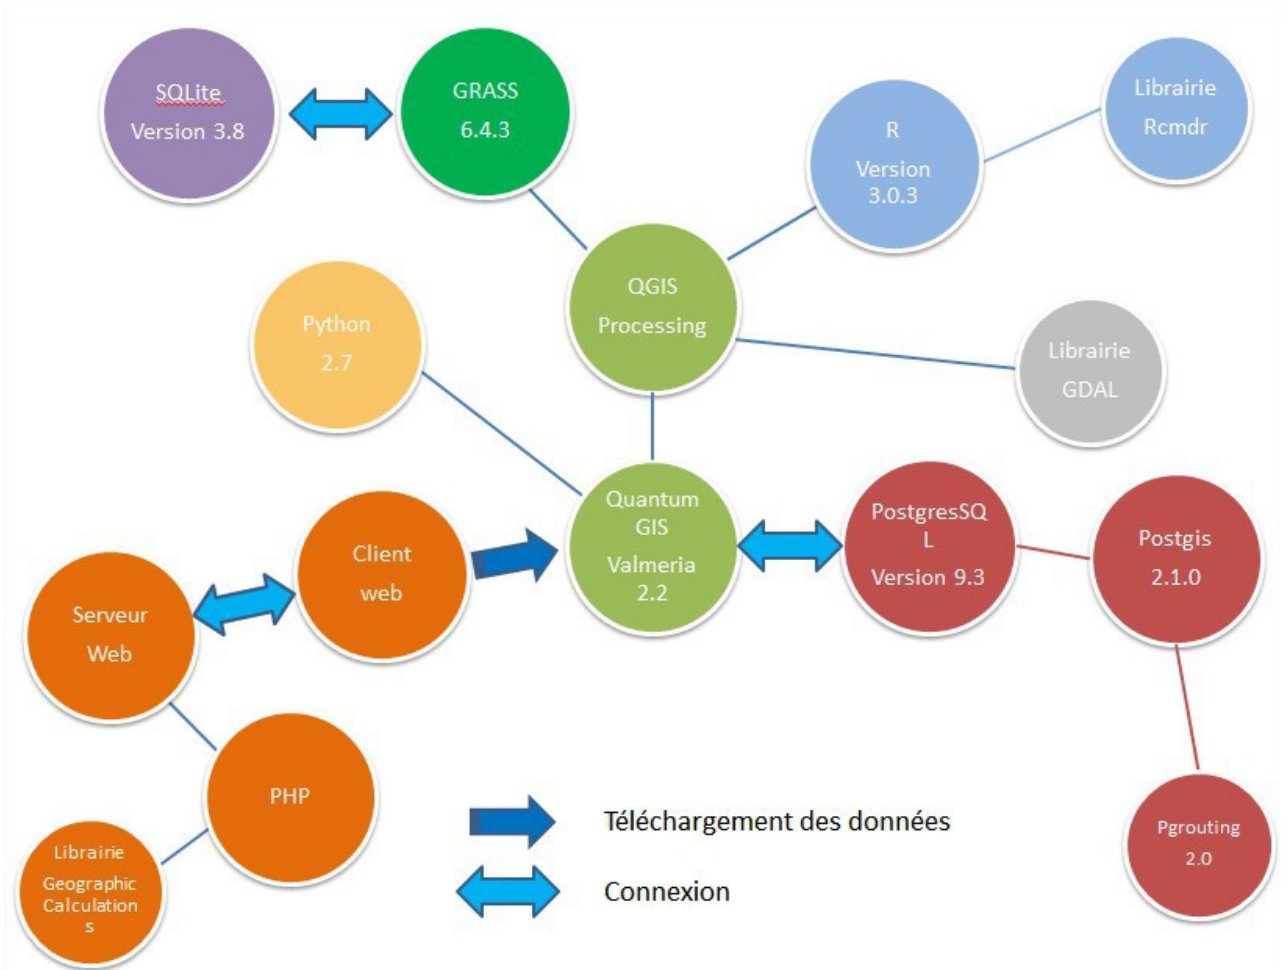 SQLite
Version 3.8
GRASS
6.4.3
R
Version
3.0.3
Librairie
Rcmdr
QGIS
Processing
Python
2.7
Librairie
GDAL
Quantum
GIS
Valmeria
2.2
PostgresSQ
L
Version 9.3
Postgis
2.1.0
Client
web
Serveur
Web
PHP
Librairie
Geographic
Calculation
s
Pgrouting
2.0
Téléchargement des données
Connexion